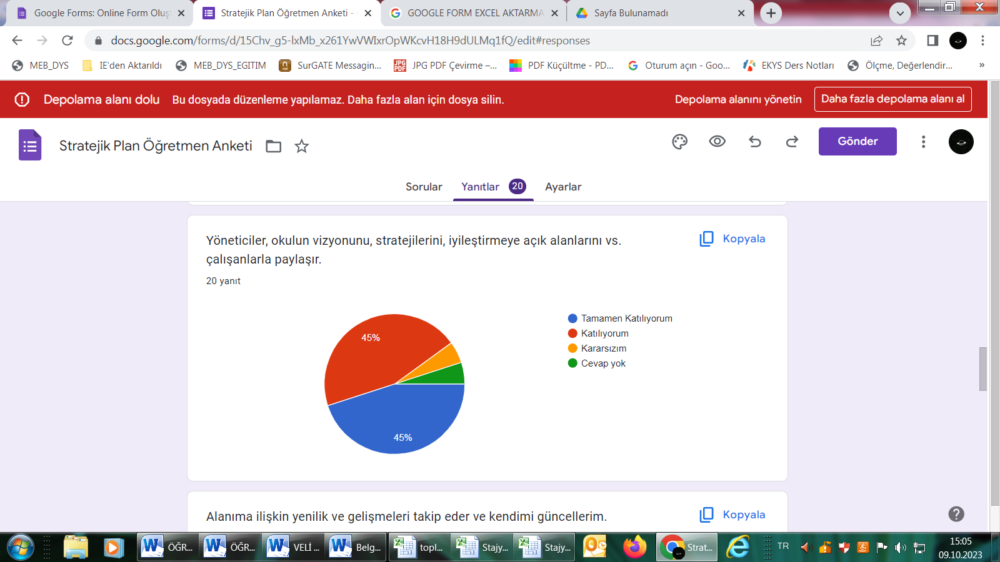 Google Forms: Online Form Oluş
Stratejik Plan Öğretmen Anketi -
GOOGLE FORM EXCEL AKTARMA
Sayfa Bulunamadı
docs.google.com/forms/d/15Chv_g5-lxMb_x261YwVWIxrOpWKcvH18H9dULMq1fQ/edit#responses
MEB_DYS
IE'den Aktarıldı
MEB_DYS_EGITIM
SurGATE Messagin...
JPG PDF Çevirme –...
PDF Küçültme - PD...
Oturum açın - Goo...
EKYS Ders Notları
Ölçme, Değerlendir...
»
Depolama alanı dolu
Bu dosyada düzenleme yapılamaz. Daha fazla alan için dosya silin.
Depolama alanını yönetin
Daha fazla depolama alanı al
Stratejik Plan Öğretmen Anketi
Gönder
Sorular
Yanıtlar 20
Ayarlar
Yöneticiler, okulun vizyonunu, stratejilerini, iyileştirmeye açık alanlarını vs.
çalışanlarla paylaşır.
Kopyala
20 yanıt
45%
45%
Tamamen Katılıyorum
Katılıyorum
Kararsızım
Cevap yok
Alanıma ilişkin yenilik ve gelişmeleri takip eder ve kendimi güncellerim.
Kopyala
ÖĞR...
ÖĞR...
VELİ ...
Belg...
topl...
Stajy...
Stajy...
Strat...
TR
15:05
09.10.2023